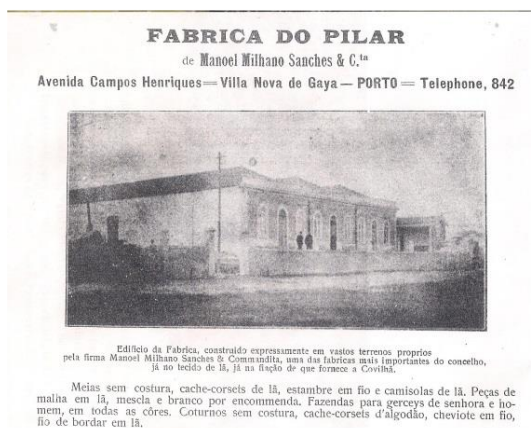 FABRICA DO PILAR
de Manoel Milhano Sanches & C.ta
Avenida Campos Henriques=Villa Nova de Gaya — PORTO = Telephone, 842
Edificio da Fabrica, construido expressamente em vastos terrenos proprios
pela firma Manoel Milhano Sanches & Commandita, uma das fabricas mais importantes do concelho,
já no tecido de lã, já na fiação de que fornece a Covilhã.
Meias sem costura, cache-corsets de lã, estambre em fio e camisolas de lã. Peças de
malha em lã, mescla e branco por encommenda. Fazendas para gerceys de senhora e ho-
mem, em todas as côres. Coturnos sem costura, cache-corsets d'algodão, cheviote em fio,
fio de bordar em lã.